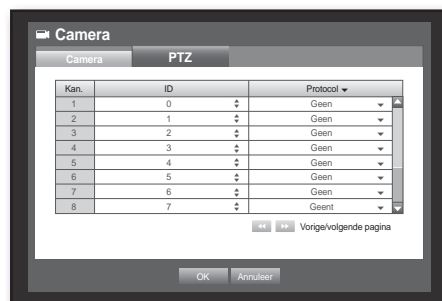 Camera
Camera PTZ
Kan. ID Protocol
1 0 Geen
2 1 Geen
3 2 Geen
4 3 Geen
5 4 Geen
6 5 Geen
7 6 Geen
8 7 Geent
Vorige/volgende pagina
OK Annuleer